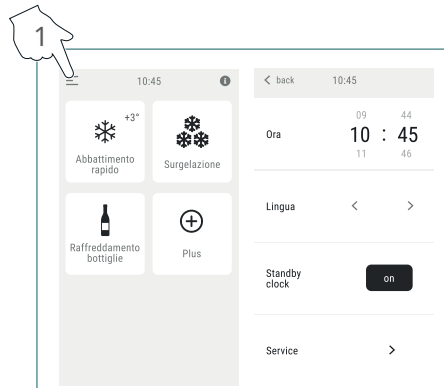 1
10:45
i
+3°
Abbattimento
rapido
Surgelazione
Raffreddamento
bottiglie
Plus
< back
10:45
Ora
09
44
10 : 45
11
46
Lingua
<
>
Standby
clock
on
Service
>